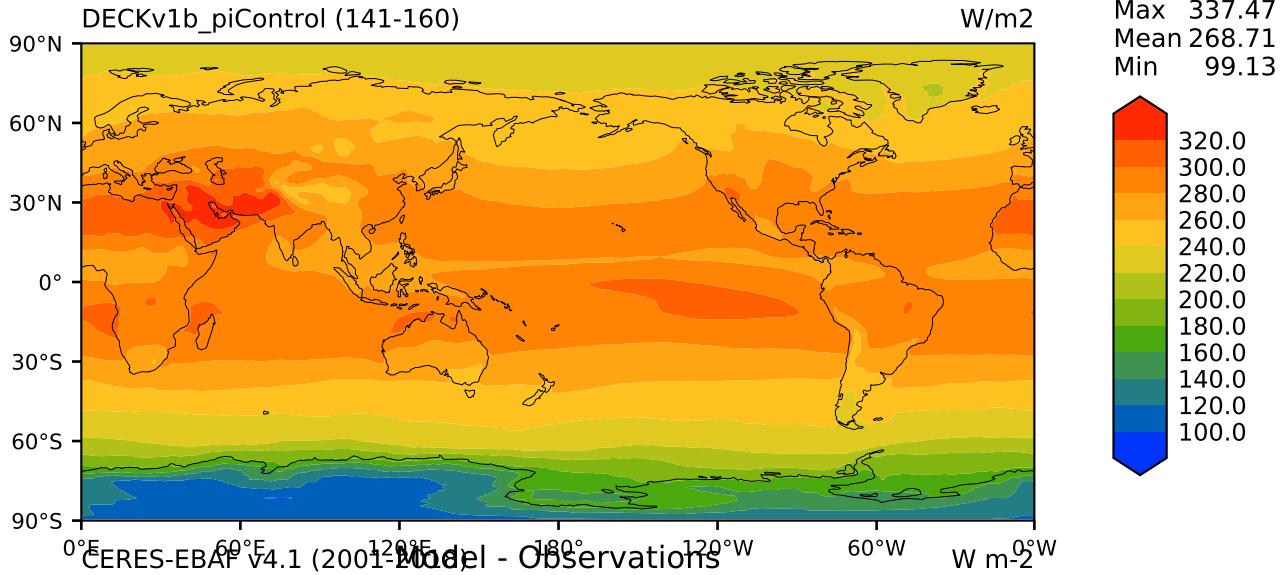 DECKv1b_piControl (141-160) W/m2
Max 337.47
Mean 268.71
Min 99.13
90°N
60°N
30°N
0°
30°S
60°S
90°S
0°E 60°E 120°E 180° 120°W 60°W 0°W
320.0
300.0
280.0
260.0
240.0
220.0
200.0
180.0
160.0
140.0
120.0
100.0
CERES-EBAF v4.1 (2001-2018) W m-2
Model - Observations